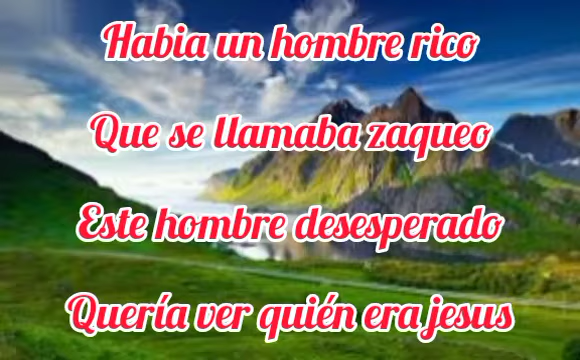 Habia un hombre rico
Que se llamaba zaqueo
Este hombre desesperado
Quería ver quién era jesus